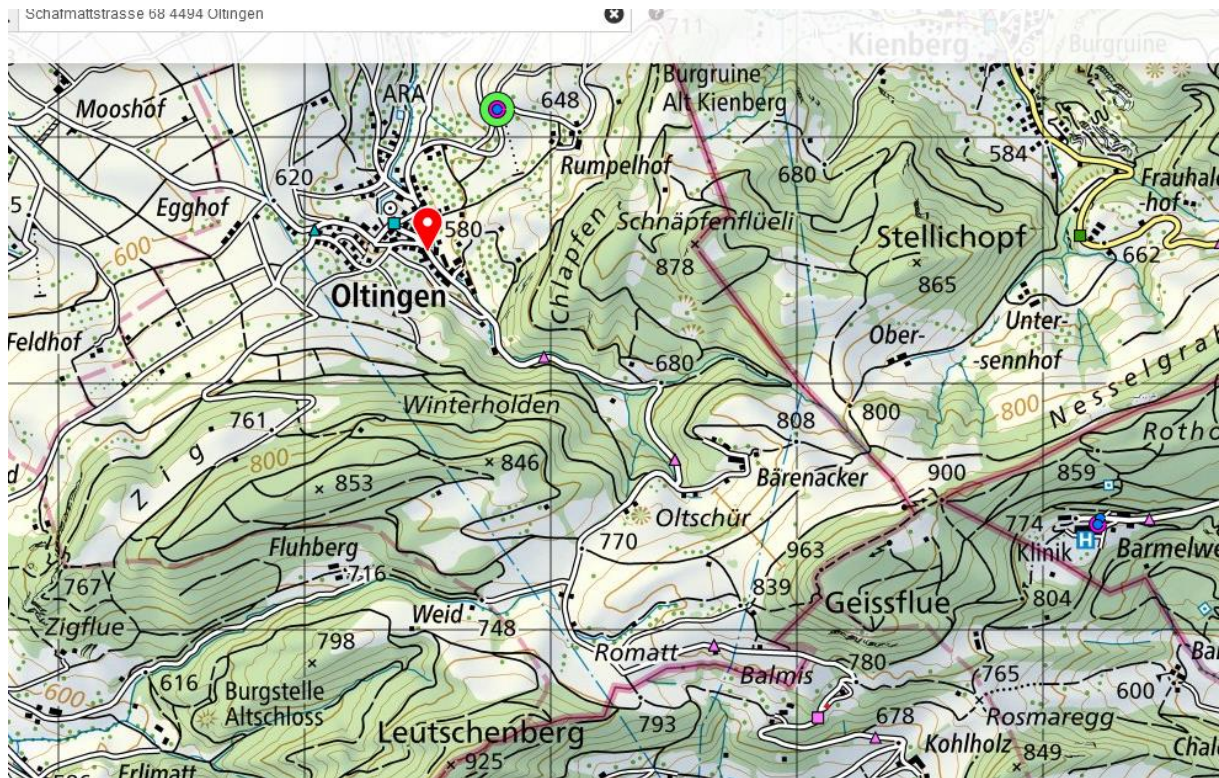 Schafmattstrasse 68 4494 Oltingen
711
Kienberg
Burgruine
Burgruine
Alt Kienberg
Mooshof
ARA
648
Rumpelhof
584
680
Frauhale
-hof-
620
Egghof
600
580
Oltingen
Chlapfen
Schnäpfenflüeli
878
Stellichopf
865
662
Feldhof
Ober-
Unter-
-sennhof
680
Winterholden
761
800
Zig
853
846
808
800
800
Nesselgrab
Rotho
Bärenacker
900
859
Oltschür
770
963
774
Klinik
H
Barmelwe
Fluhberg
716
767
Zigflue
Weid
748
839
Geissflue
804
798
Romatt
Balmis
780
765
600
616
600
Burgstelle
Altschloss
Leutschenberg
793
678
Rosmaregg
Kohlholz
849
Chal
925
Erlimatt